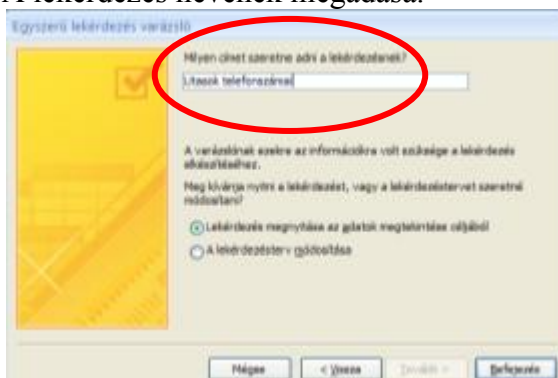 A lekérdezés nevének megadása.
Egyszerű lekérdezés varázsló
Milyen címet szeretne adni a lekérdezésnek?
Utasok telefonszámai
A varázslónak ezekre az információkra volt szüksége a lekérdezés
elkészítéséhez.
Meg kívánja nyitni a lekérdezést, vagy a lekérdezéstervet szeretné
módosítani?
Lekérdezés megnyitása az adatok megtekintése céljából
A lekérdezésterv módosítása
Mégse
< Vissza
Tovább >
Befejezés